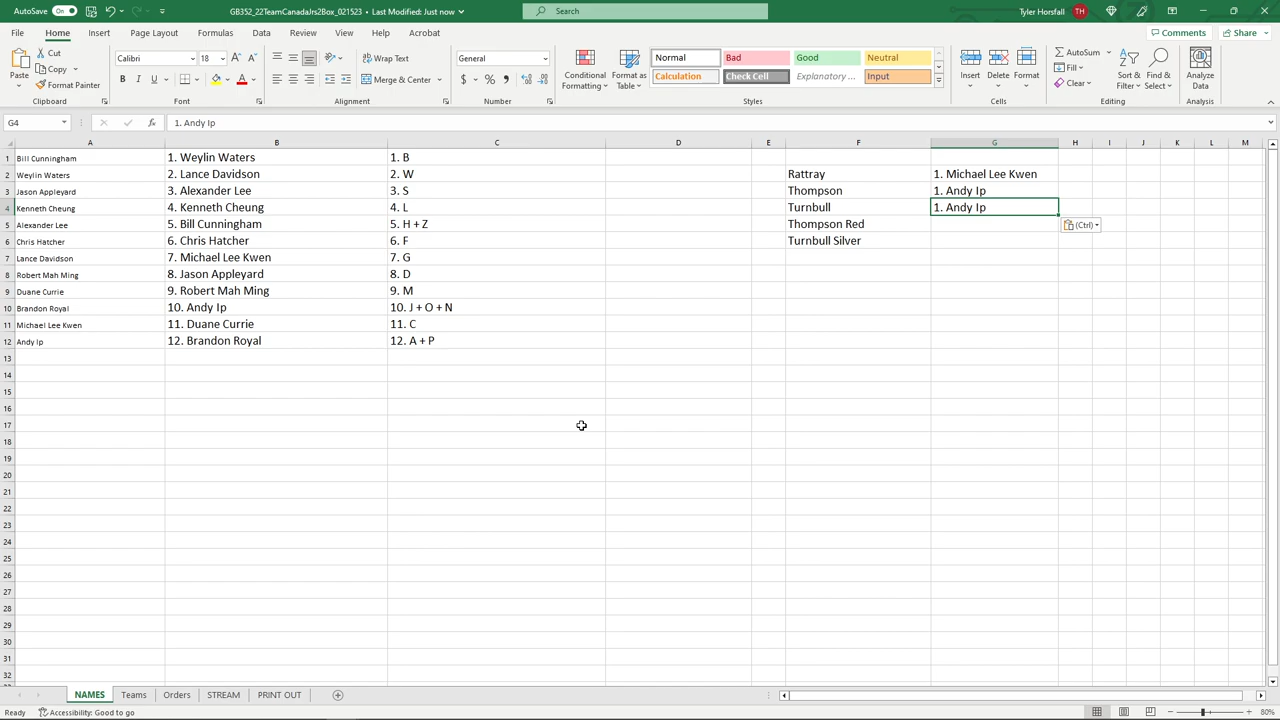 AutoSave On GB352_22TeamCanadaJrs2Box_021523 • Last Modified: Just now Search Tyler Horsfall TH
File Home Insert Page Layout Formulas Data Review View Help Acrobat Comments Share
Paste Cut Copy Format Painter Calibri 18 Wrap Text Merge & Center General Conditional Formatting Format as Table Normal Bad Good Neutral Calculation Check Cell Explanatory ... Input Insert Delete Format AutoSum Fill Clear Sort & Filter Find & Select Analyze Data
Clipboard Font Alignment Number Styles Cells Editing Analysis
G4 1. Andy Ip
A B C D E F G H I J K L M
1 Bill Cunningham 1. Weylin Waters 1. B
2 Weylin Waters 2. Lance Davidson 2. W Rattray 1. Michael Lee Kwen
3 Jason Appleyard 3. Alexander Lee 3. S Thompson 1. Andy Ip
4 Kenneth Cheung 4. Kenneth Cheung 4. L Turnbull 1. Andy Ip
5 Alexander Lee 5. Bill Cunningham 5. H + Z Thompson Red (Ctrl)
6 Chris Hatcher 6. Chris Hatcher 6. F Turnbull Silver
7 Lance Davidson 7. Michael Lee Kwen 7. G
8 Robert Mah Ming 8. Jason Appleyard 8. D
9 Duane Currie 9. Robert Mah Ming 9. M
10 Brandon Royal 10. Andy Ip 10. J + O + N
11 Michael Lee Kwen 11. Duane Currie 11. C
12 Andy Ip 12. Brandon Royal 12. A + P
13
14
15
16
17
18
19
20
21
22
23
24
25
26
27
28
29
30
31
32
NAMES Teams Orders STREAM PRINT OUT
Ready Accessibility: Good to go 80%